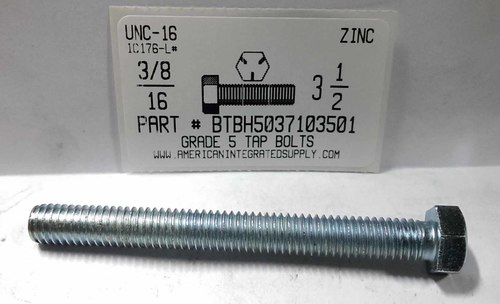 UNC-16 ZINC
1C176-L#
3/8
16
3 1/2
PART # BTBH5037103501
GRADE 5 TAP BOLTS
WWW.AMERICANINTEGRATEDSUPPLY.COM